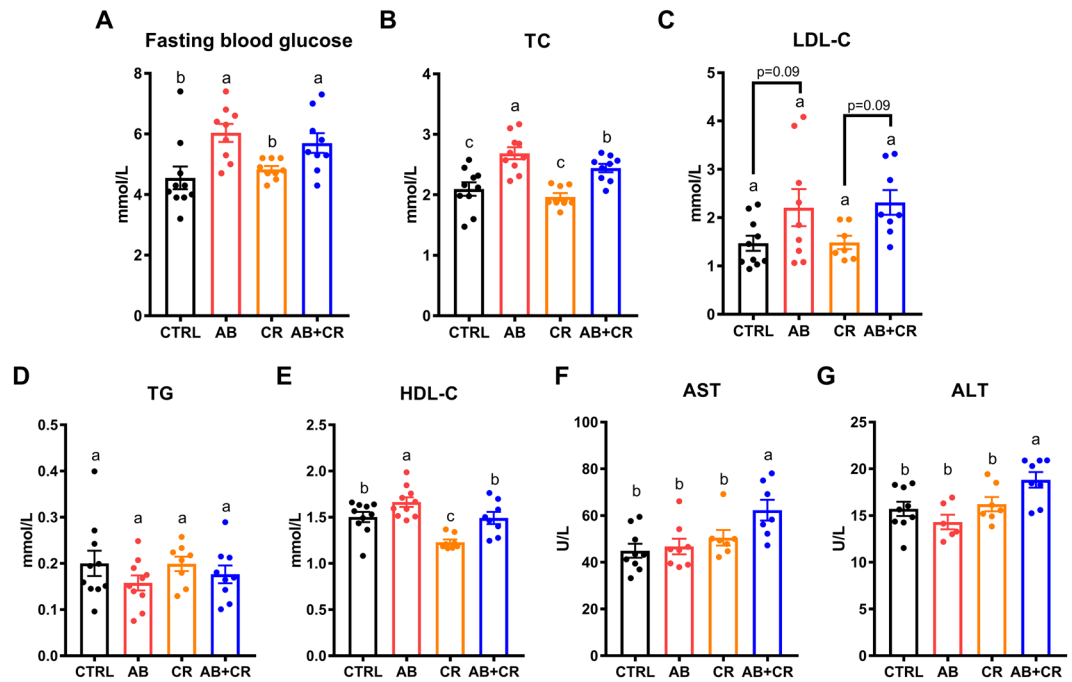 A
Fasting blood glucose
mmol/L
8
6
4
2
0
b
a
b
a
CTRL
AB
CR
AB+CR
B
TC
mmol/L
4
3
2
1
0
c
a
c
b
CTRL
AB
CR
AB+CR
C
LDL-C
mmol/L
5
4
3
2
1
0
p=0.09
p=0.09
a
a
a
a
CTRL
AB
CR
AB+CR
D
TG
mmol/L
0.5
0.4
0.3
0.2
0.1
0.0
a
a
a
a
CTRL
AB
CR
AB+CR
E
HDL-C
mmol/L
2.5
2.0
1.5
1.0
0.5
0.0
b
a
c
b
CTRL
AB
CR
AB+CR
F
AST
U/L
100
80
60
40
20
0
b
b
b
a
CTRL
AB
CR
AB+CR
G
ALT
U/L
25
20
15
10
5
0
b
b
b
a
CTRL
AB
CR
AB+CR